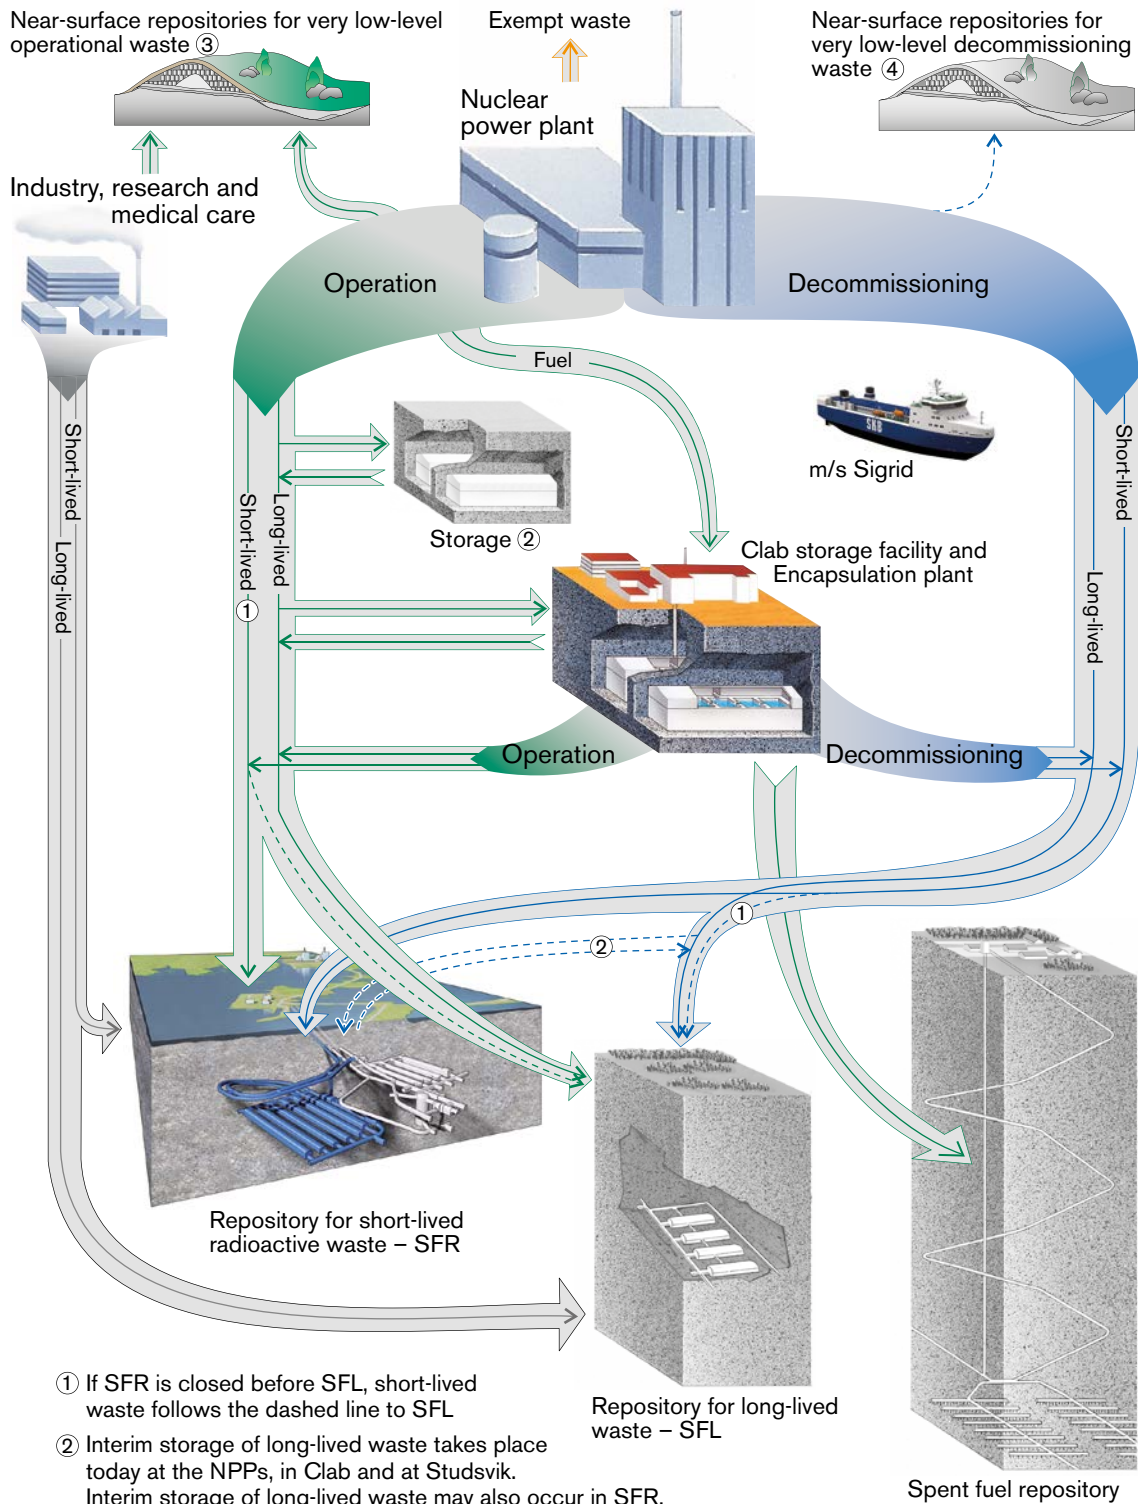 Near-surface repositories for very low-level
operational waste ③
Exempt waste
Near-surface repositories for
very low-level decommissioning
waste ④
Nuclear
power plant
Industry, research and
medical care
Operation
Decommissioning
Fuel
SKB
m/s Sigrid
Short-lived
Long-lived
Short-lived ①
Long-lived
Short-lived
Long-lived
Storage ②
Clab storage facility and
Encapsulation plant
Operation
Decommissioning
①
②
Repository for short-lived
radioactive waste – SFR
Repository for long-lived
waste – SFL
Spent fuel repository
① If SFR is closed before SFL, short-lived
waste follows the dashed line to SFL
② Interim storage of long-lived waste takes place
today at the NPPs, in Clab and at Studsvik.
Interim storage of long-lived waste may also occur in SFR.